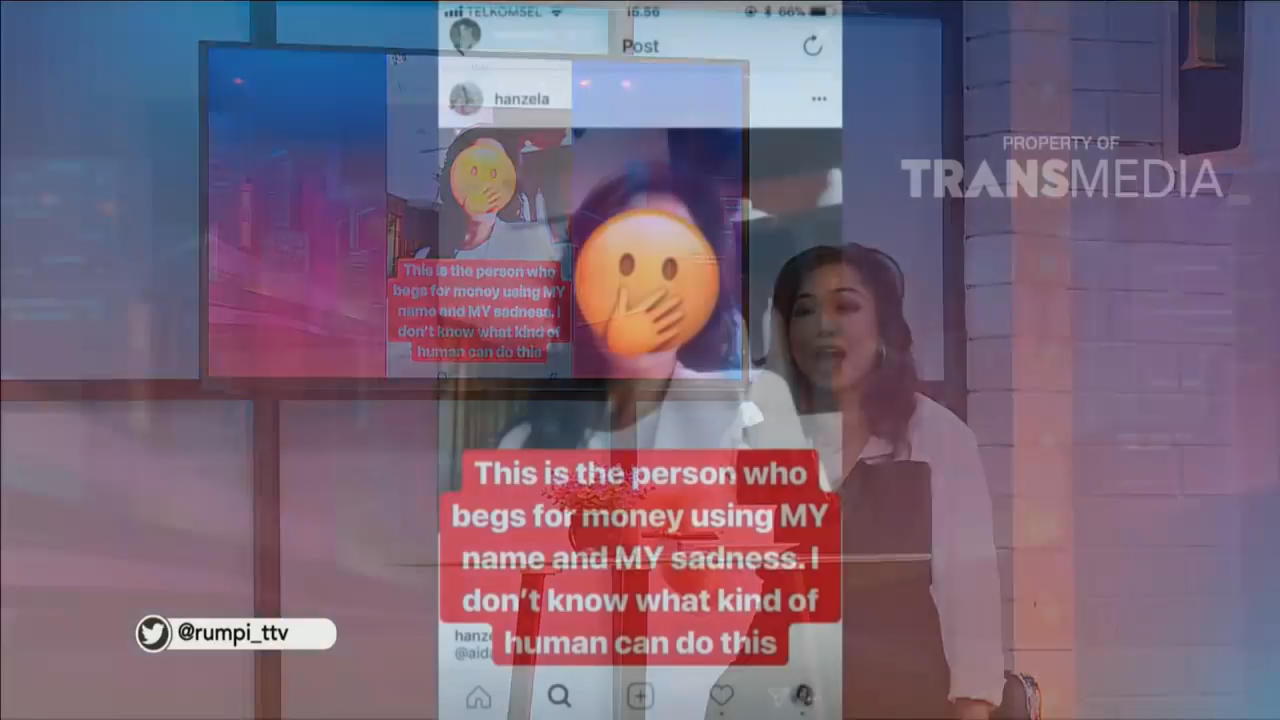 TELKOMSEL 15.56 66%
Post
hanzela
PROPERTY OF
TRANSMEDIA
This is the person who
begs for money using MY
name and MY sadness. I
don't know what kind of
human can do this
This is the person who
begs for money using MY
name and MY sadness. I
don't know what kind of
human can do this
@rumpi_ttv